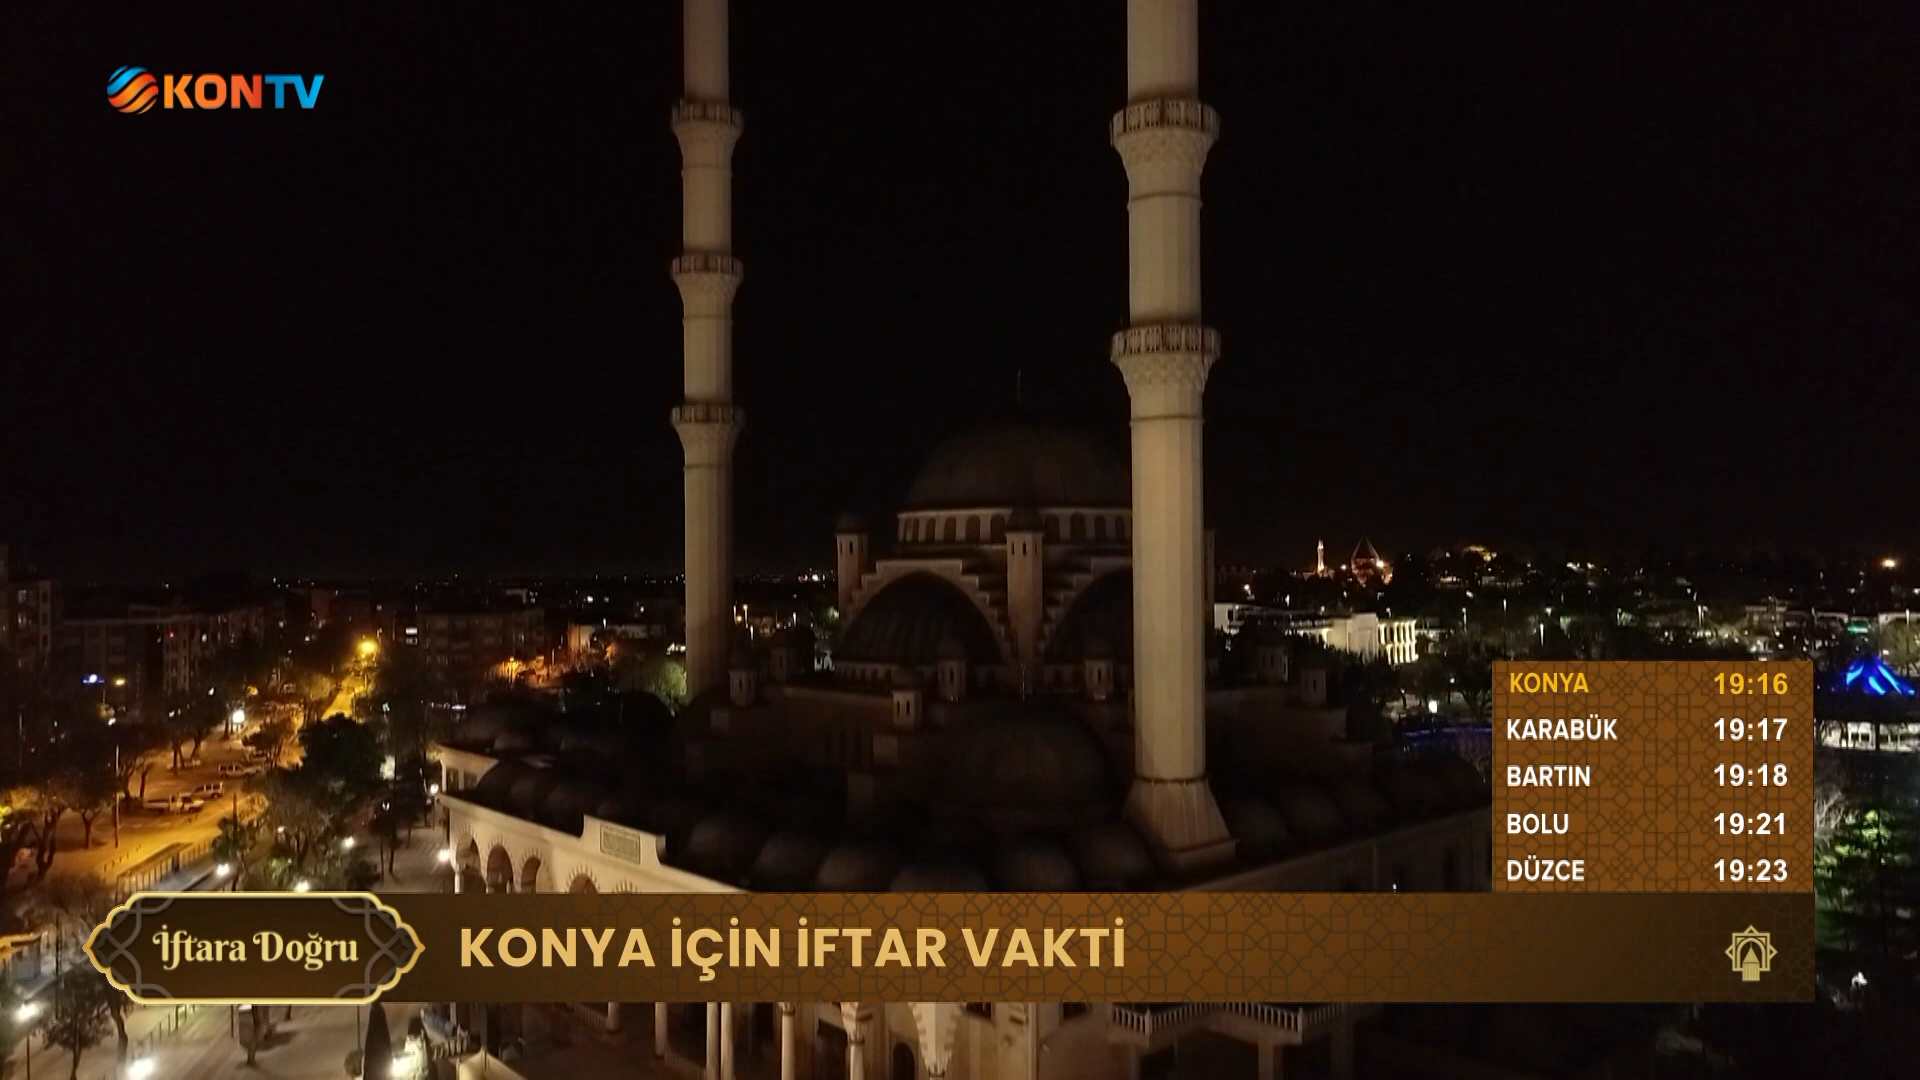 KONTV
KONYA 19:16
KARABÜK 19:17
BARTIN 19:18
BOLU 19:21
DÜZCE 19:23
İftara Doğru
KONYA İÇİN İFTAR VAKTİ